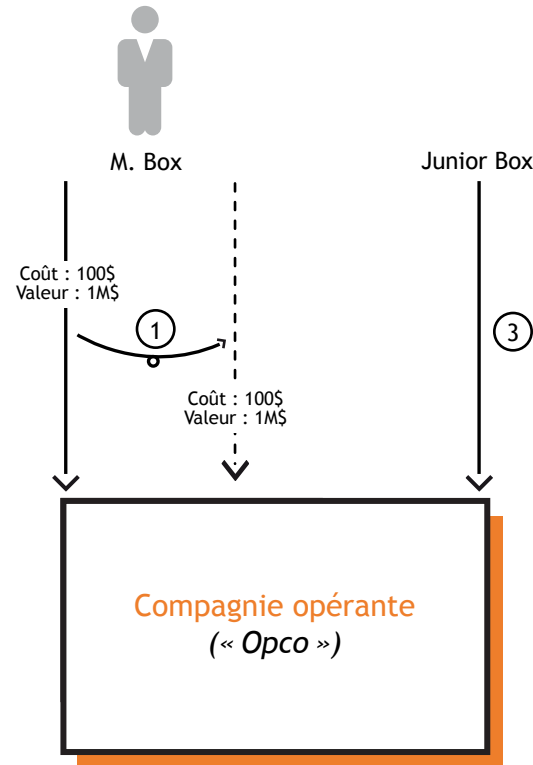 M. Box
Junior Box
Coût : 100$
Valeur : 1M$
1
3
Coût : 100$
Valeur : 1M$
Compagnie opérante
(« Opco »)